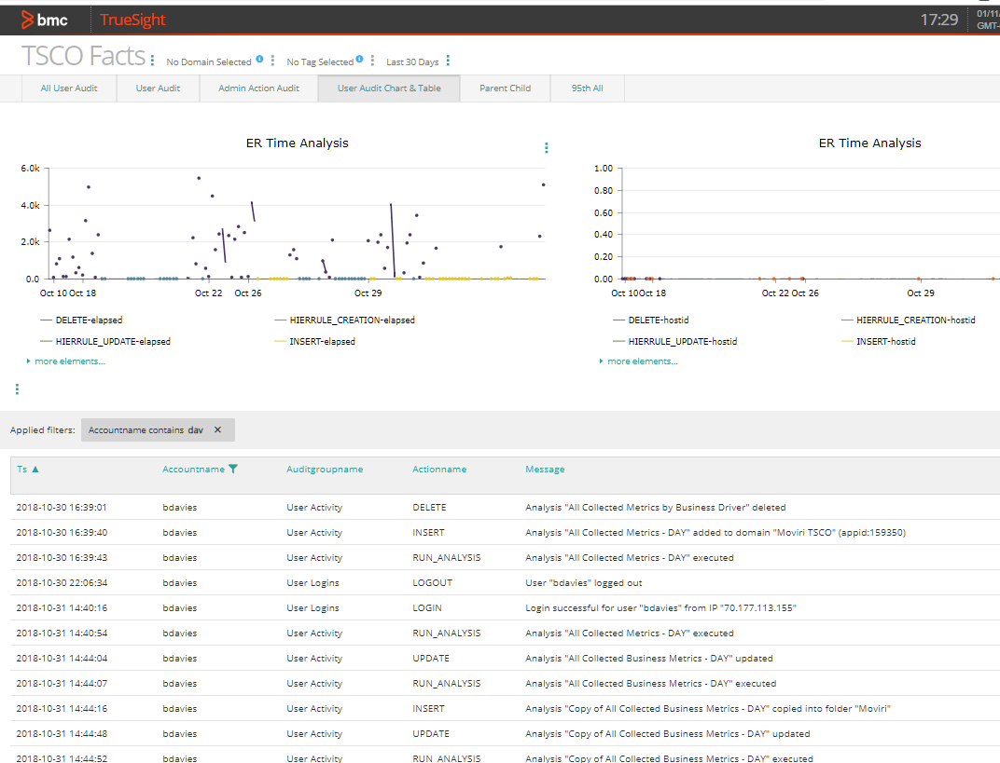 bmc TrueSight 17:29 01/11/
GMT-
TSCO Facts No Domain Selected No Tag Selected Last 30 Days
All User Audit User Audit Admin Action Audit User Audit Chart & Table Parent Child 95th All
ER Time Analysis
6.0k
4.0k
2.0k
0.0
Oct 10 Oct 18 Oct 22 Oct 26 Oct 29
DELETE-elapsed HIERRULE_CREATION-elapsed
HIERRULE_UPDATE-elapsed INSERT-elapsed
more elements...
ER Time Analysis
1.00
0.80
0.60
0.40
0.20
0.00
Oct 10 Oct 18 Oct 22 Oct 26 Oct 29
DELETE-hostid HIERRULE_CREATION-hostid
HIERRULE_UPDATE-hostid INSERT-hostid
more elements...
Applied filters: Accountname contains dav ✕
Ts ▲ Accountname Auditgroupname Actionname Message
2018-10-30 16:39:01 bdavies User Activity DELETE Analysis "All Collected Metrics by Business Driver" deleted
2018-10-30 16:39:40 bdavies User Activity INSERT Analysis "All Collected Metrics - DAY" added to domain "Moviri TSCO" (appid:159350)
2018-10-30 16:39:43 bdavies User Activity RUN_ANALYSIS Analysis "All Collected Metrics - DAY" executed
2018-10-30 22:06:34 bdavies User Logins LOGOUT User "bdavies" logged out
2018-10-31 14:40:16 bdavies User Logins LOGIN Login successful for user "bdavies" from IP "70.177.113.155"
2018-10-31 14:40:54 bdavies User Activity RUN_ANALYSIS Analysis "All Collected Metrics - DAY" executed
2018-10-31 14:44:04 bdavies User Activity UPDATE Analysis "All Collected Business Metrics - DAY" updated
2018-10-31 14:44:07 bdavies User Activity RUN_ANALYSIS Analysis "All Collected Business Metrics - DAY" executed
2018-10-31 14:44:16 bdavies User Activity INSERT Analysis "Copy of All Collected Business Metrics - DAY" copied into folder "Moviri"
2018-10-31 14:44:48 bdavies User Activity UPDATE Analysis "Copy of All Collected Business Metrics - DAY" updated
2018-10-31 14:44:52 bdavies User Activity RUN_ANALYSIS Analysis "Copy of All Collected Business Metrics - DAY" executed